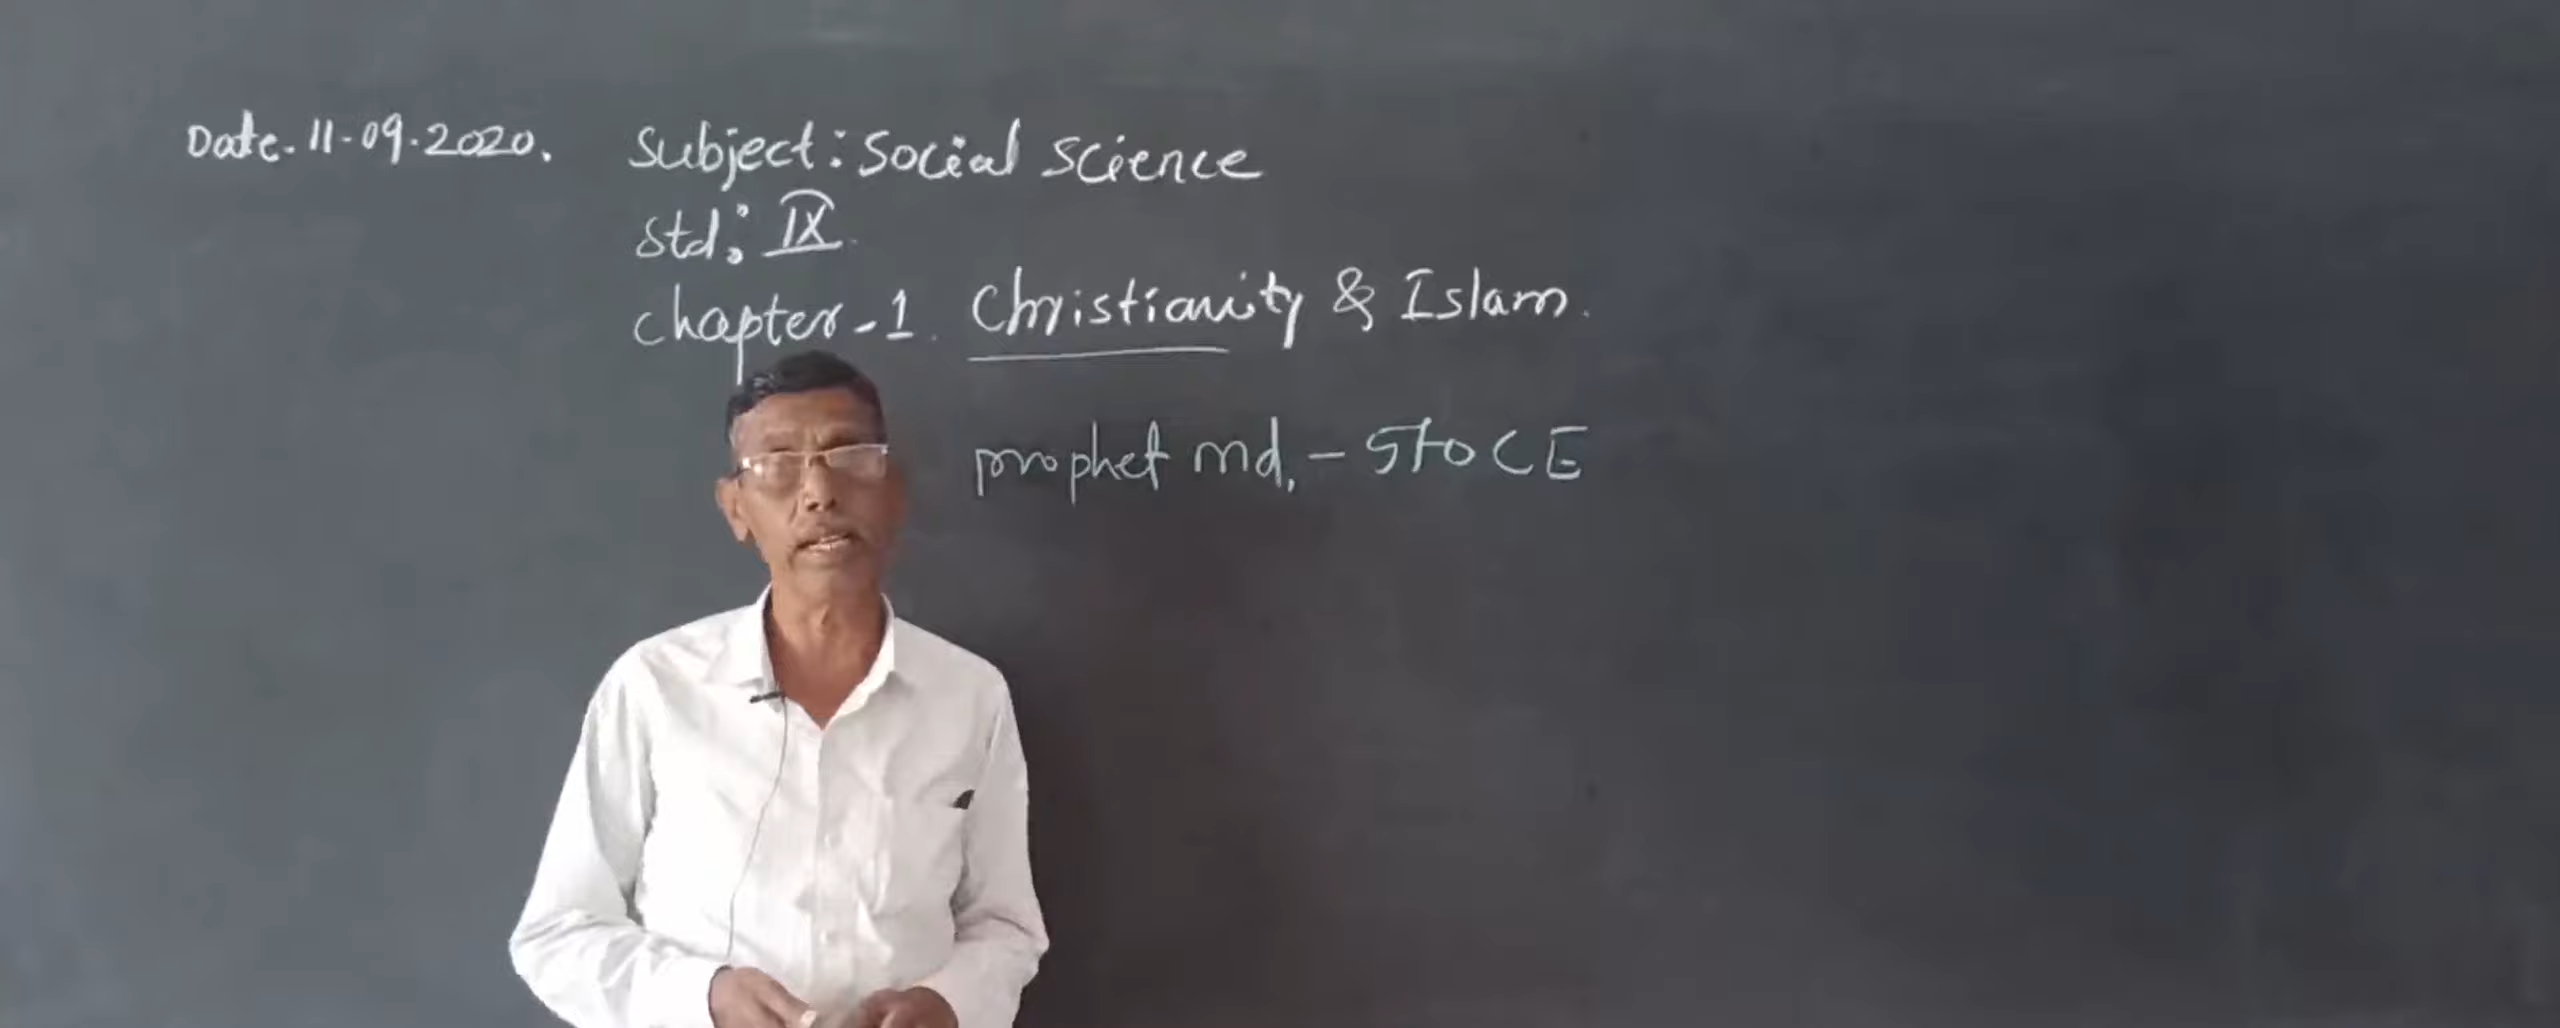 Date. 11-09.2020.
Subject: Social Science
Std: IX
Chapter-1. Christianity & Islam.
prophet md. - 570 CE